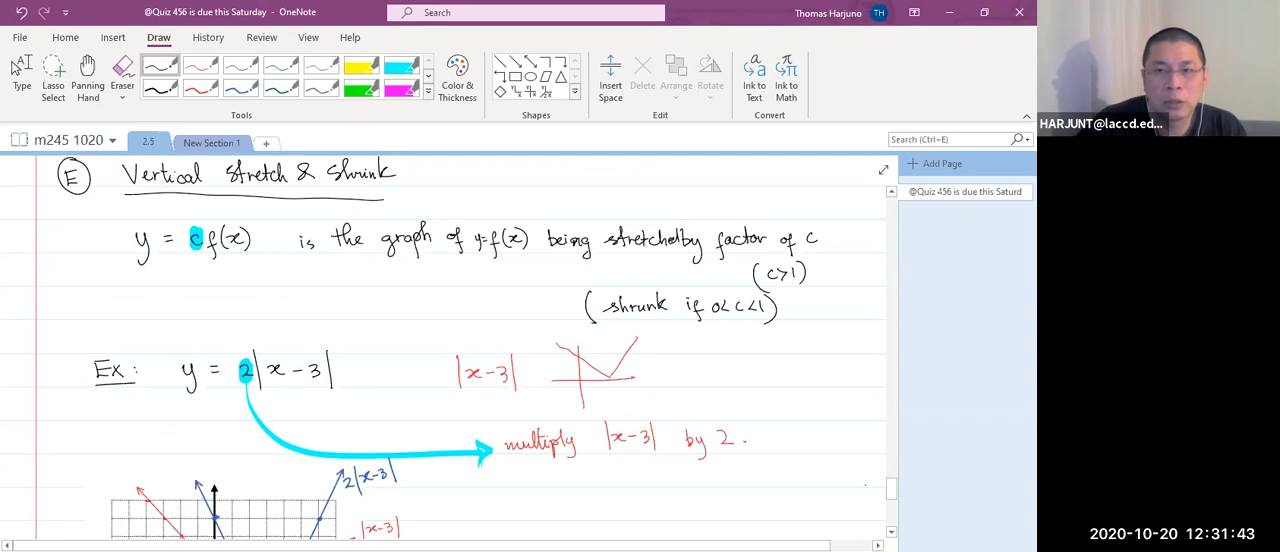 @Quiz 456 is due this Saturday - OneNote
Search
Thomas Harjuno
TH
File Home Insert Draw History Review View Help
Type
Lasso Select
Panning Hand
Eraser
Color & Thickness
Insert Space
Delete
Arrange
Rotate
Ink to Text
Ink to Math
Tools
Shapes
Edit
Convert
m245 1020
2.5
New Section 1
Search (Ctrl+E)
Add Page
@Quiz 456 is due this Saturd
HARJUNT@laccd.ed...
E Vertical Stretch & Shrink
y = cf(x) is the graph of y=f(x) being stretched by factor of c
(c>1)
(shrunk if 0<c<1)
Ex: y = 2|x-3| |x-3|
multiply |x-3| by 2.
2|x-3|
|x-3|
2020-10-20 12:31:43